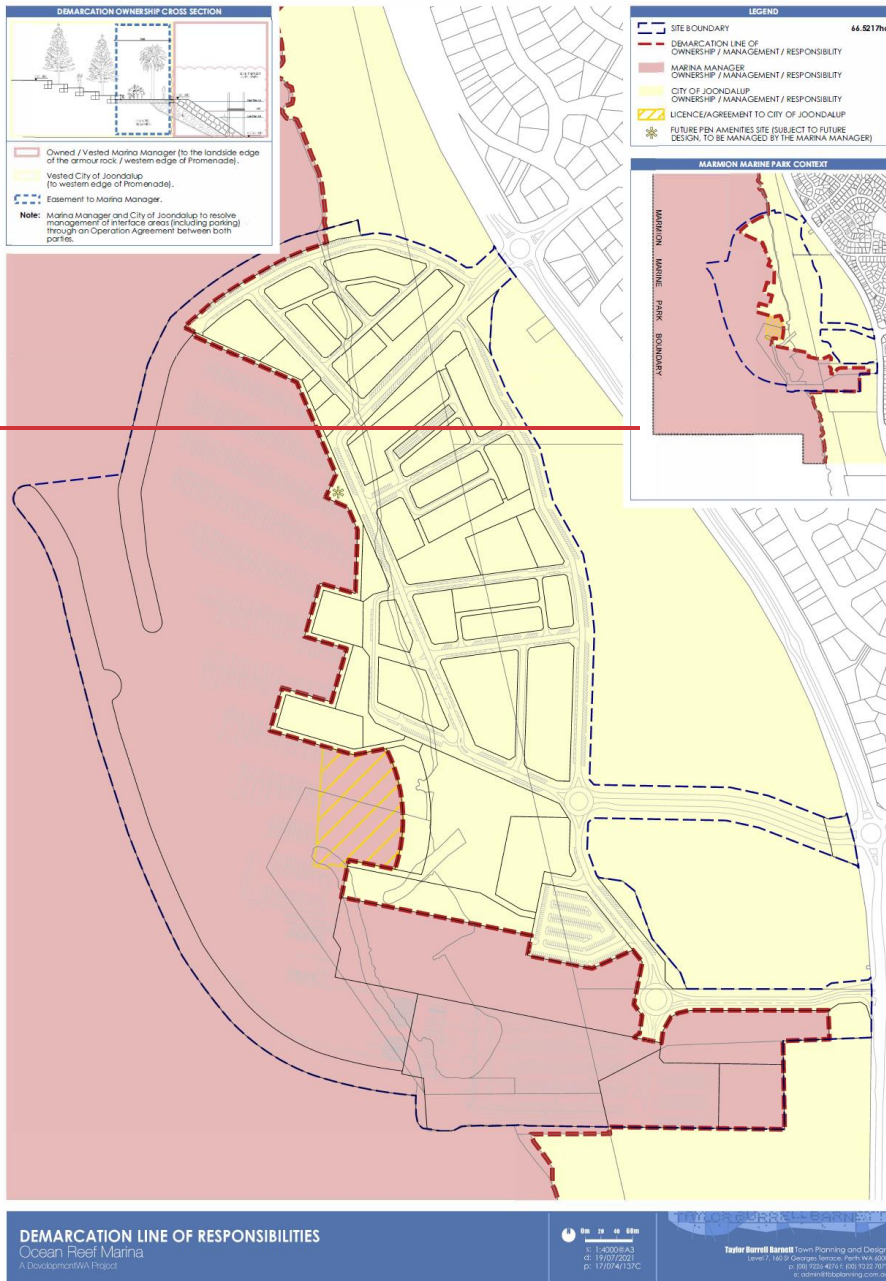 DEMARCATION OWNERSHIP CROSS SECTION
Owned / Vested Marina Manager (to the landside edge
of the armour rock / western edge of Promenade).
Vested City of Joondalup
(to western edge of Promenade).
Easement to Marina Manager.
Note: Marina Manager and City of Joondalup to resolve
management of interface areas (including parking)
through an Operation Agreement between both
parties.
LEGEND
SITE BOUNDARY 66.5217ha
DEMARCATION LINE OF
OWNERSHIP / MANAGEMENT / RESPONSIBILITY
MARINA MANAGER
OWNERSHIP / MANAGEMENT / RESPONSIBILITY
CITY OF JOONDALUP
OWNERSHIP / MANAGEMENT / RESPONSIBILITY
LICENCE/AGREEMENT TO CITY OF JOONDALUP
FUTURE PEN AMENITIES SITE (SUBJECT TO FUTURE
DESIGN, TO BE MANAGED BY THE MARINA MANAGER)
MARMION MARINE PARK CONTEXT
MARMION MARINE PARK BOUNDARY
DEMARCATION LINE OF RESPONSIBILITIES
Ocean Reef Marina
A DevelopmentWA Project
0m 20 40 60m
s: 1:4000@A3
d: 19/07/2021
p: 17/074/137C
TAYLOR BURRELL BARNETT
Taylor Burrell Barnett Town Planning and Design
Level 7, 160 St Georges Terrace, Perth WA